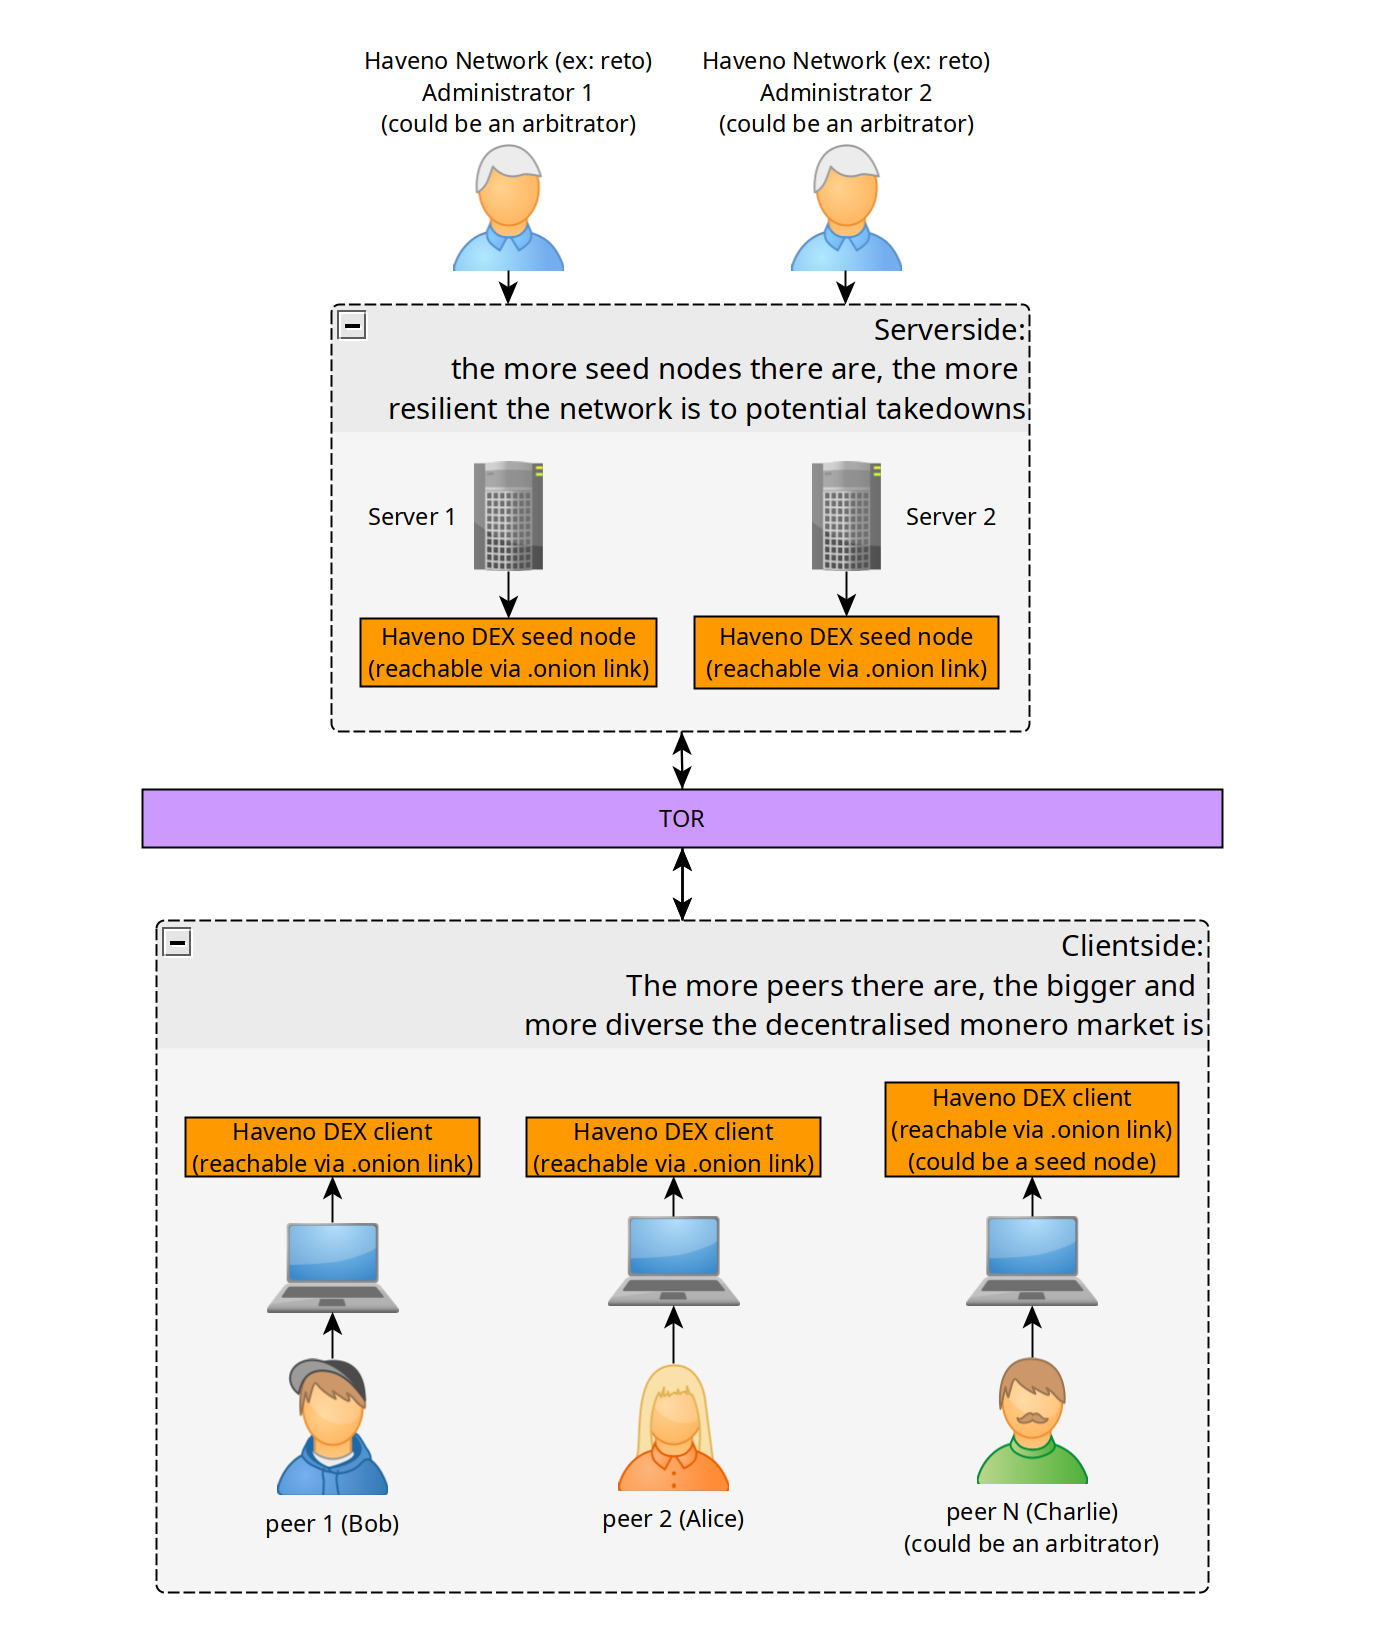 Haveno Network (ex: reto)
Administrator 1
(could be an arbitrator)
Haveno Network (ex: reto)
Administrator 2
(could be an arbitrator)
Serverside:
the more seed nodes there are, the more
resilient the network is to potential takedowns
Server 1
Server 2
Haveno DEX seed node
(reachable via .onion link)
Haveno DEX seed node
(reachable via .onion link)
TOR
Clientside:
The more peers there are, the bigger and
more diverse the decentralised monero market is
Haveno DEX client
(reachable via .onion link)
Haveno DEX client
(reachable via .onion link)
Haveno DEX client
(reachable via .onion link)
(could be a seed node)
peer 1 (Bob)
peer 2 (Alice)
peer N (Charlie)
(could be an arbitrator)